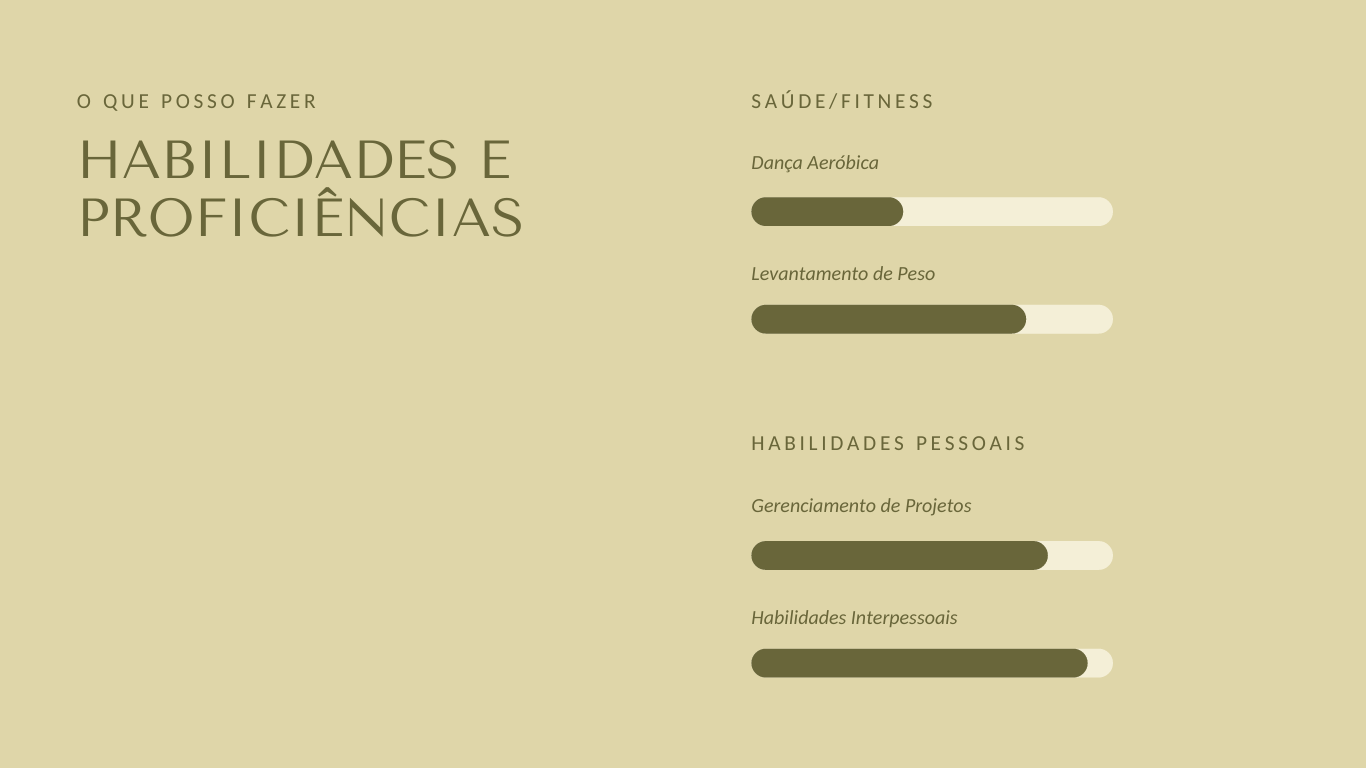 O QUE POSSO FAZER
HABILIDADES E
PROFICIÊNCIAS
SAÚDE/FITNESS
Dança Aeróbica
Levantamento de Peso
HABILIDADES PESSOAIS
Gerenciamento de Projetos
Habilidades Interpessoais